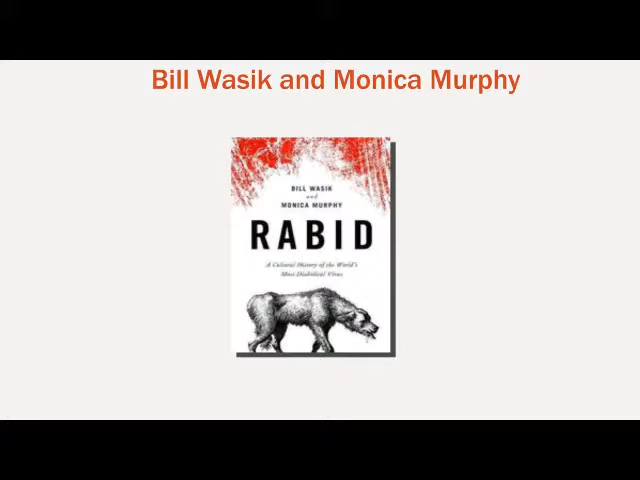 Bill Wasik and Monica Murphy
BILL WASIK
and
MONICA MURPHY
RABID
A Cultural History of the World's
Most Diabolical Virus